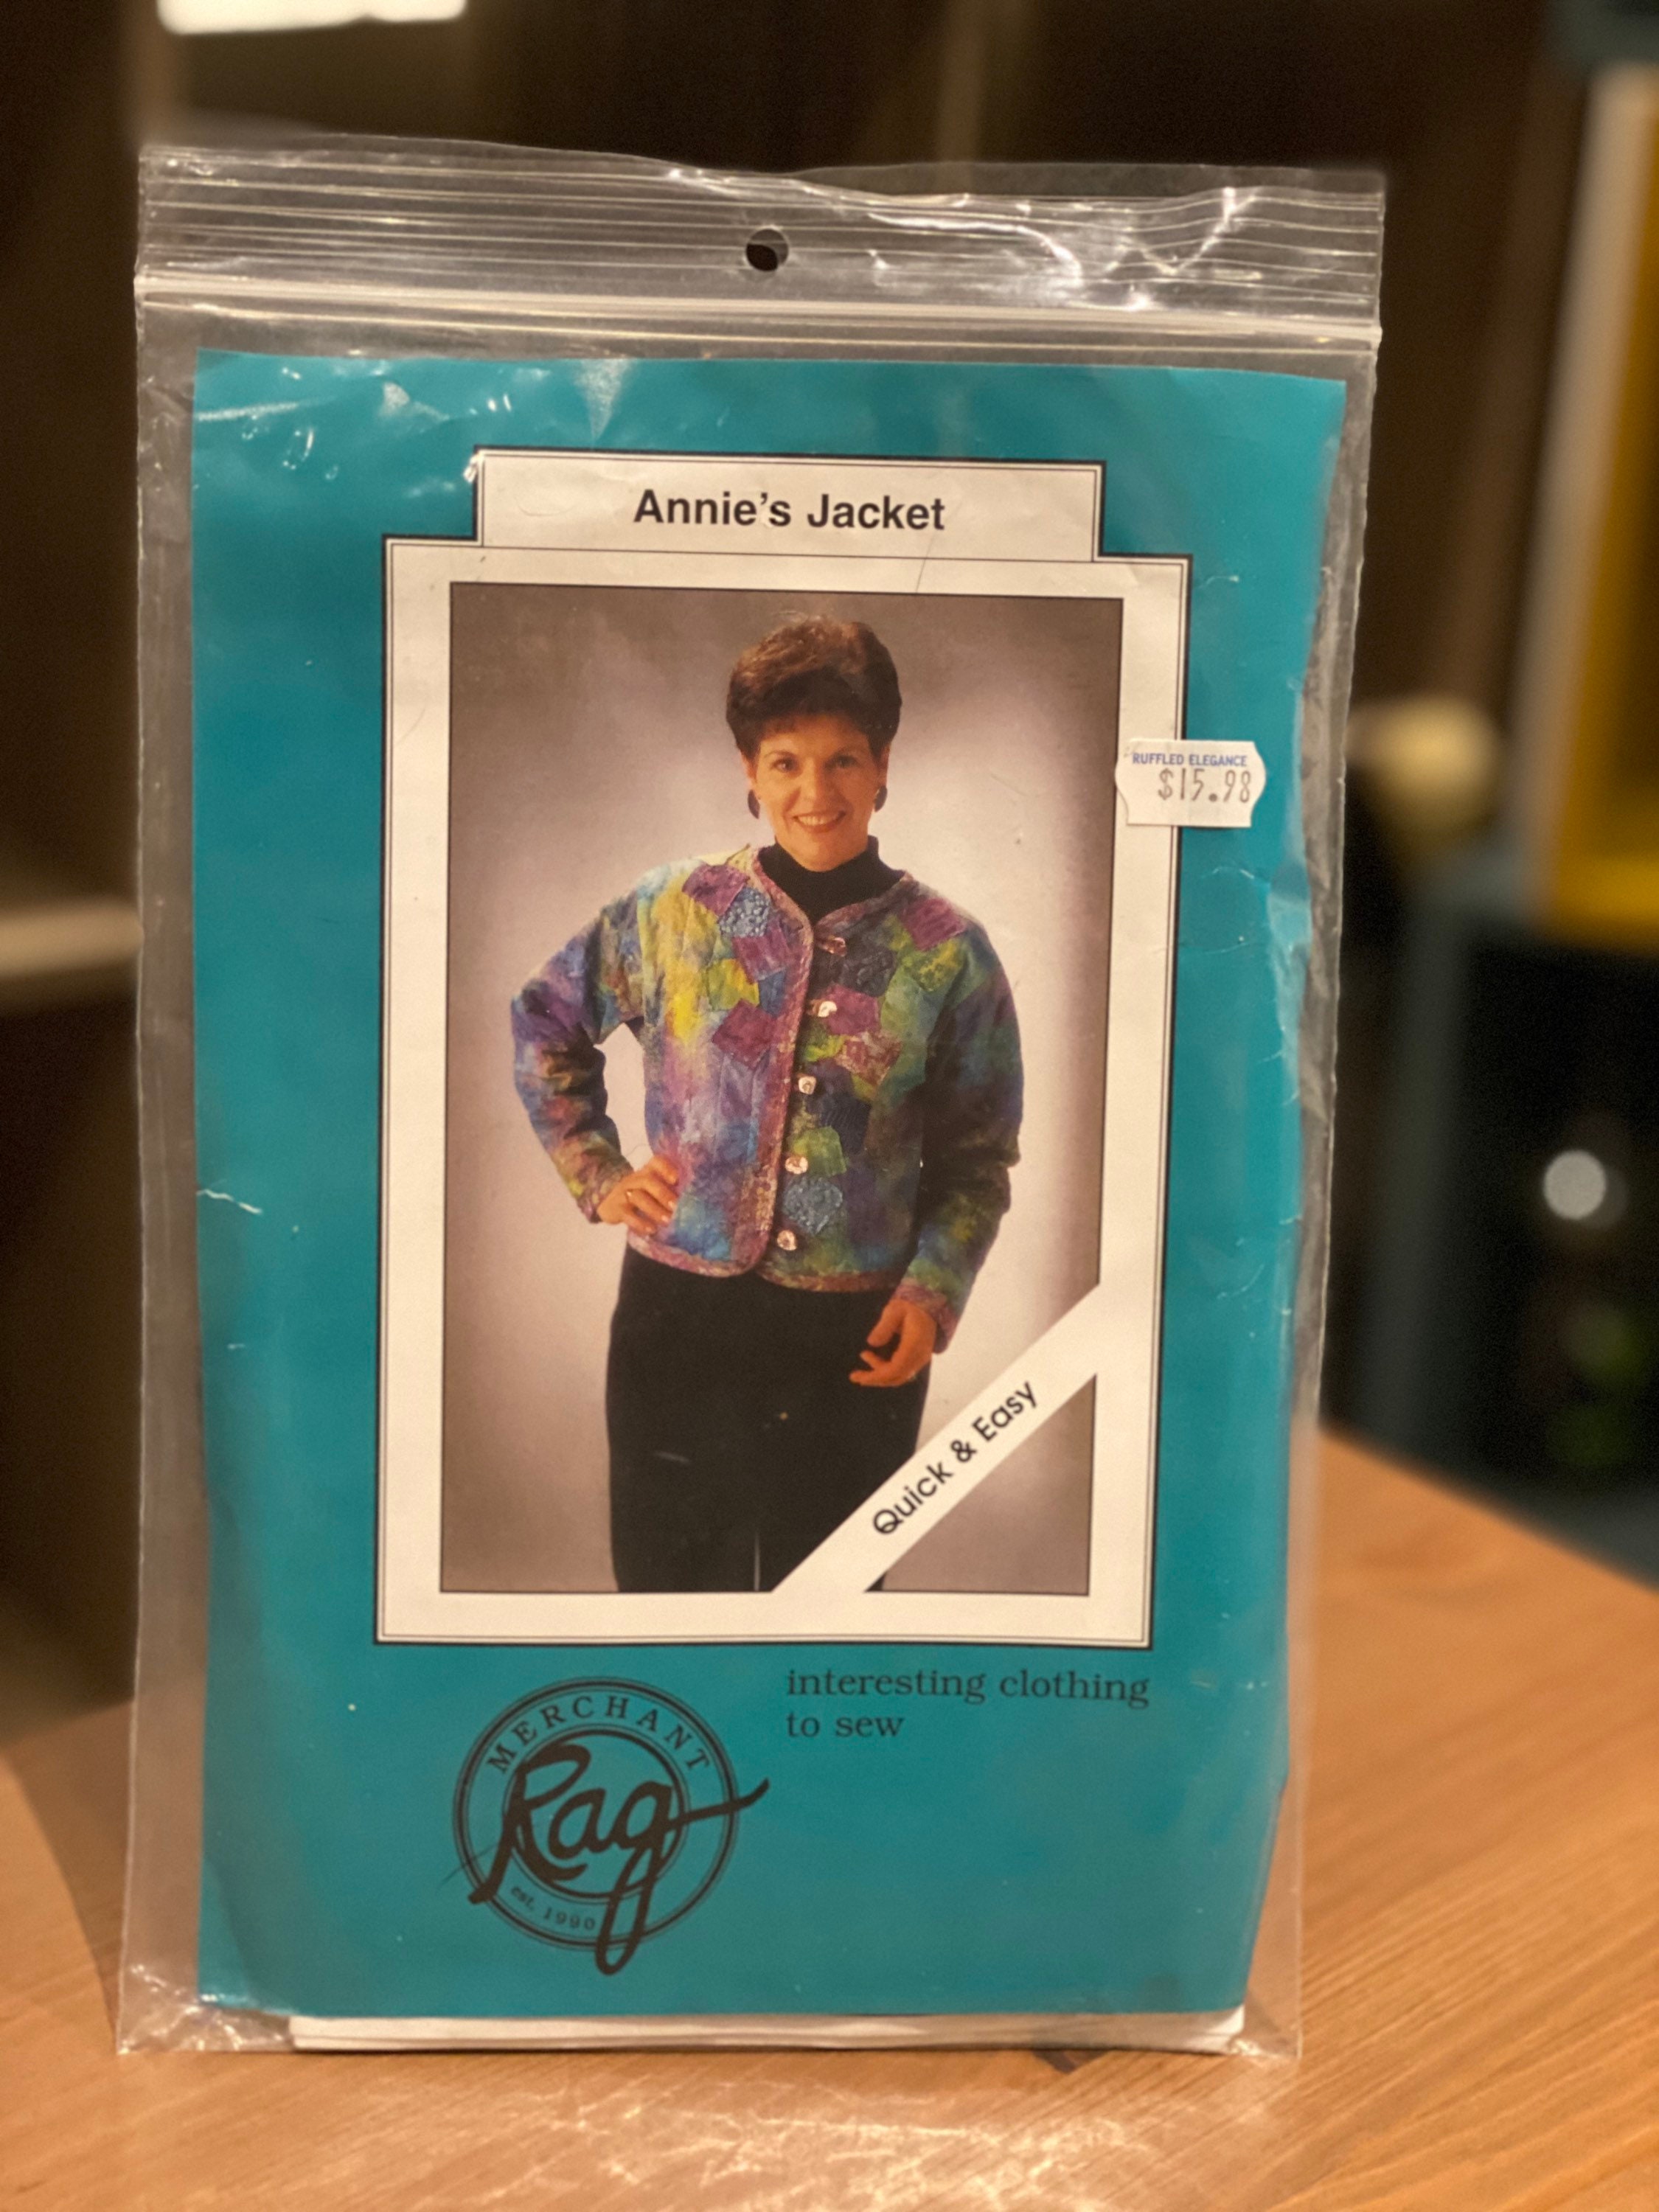 Annie's Jacket
RUFFLED ELEGANCE
$15.98
Quick & Easy
interesting clothing
to sew
MERCHANT
Rag
est. 1990